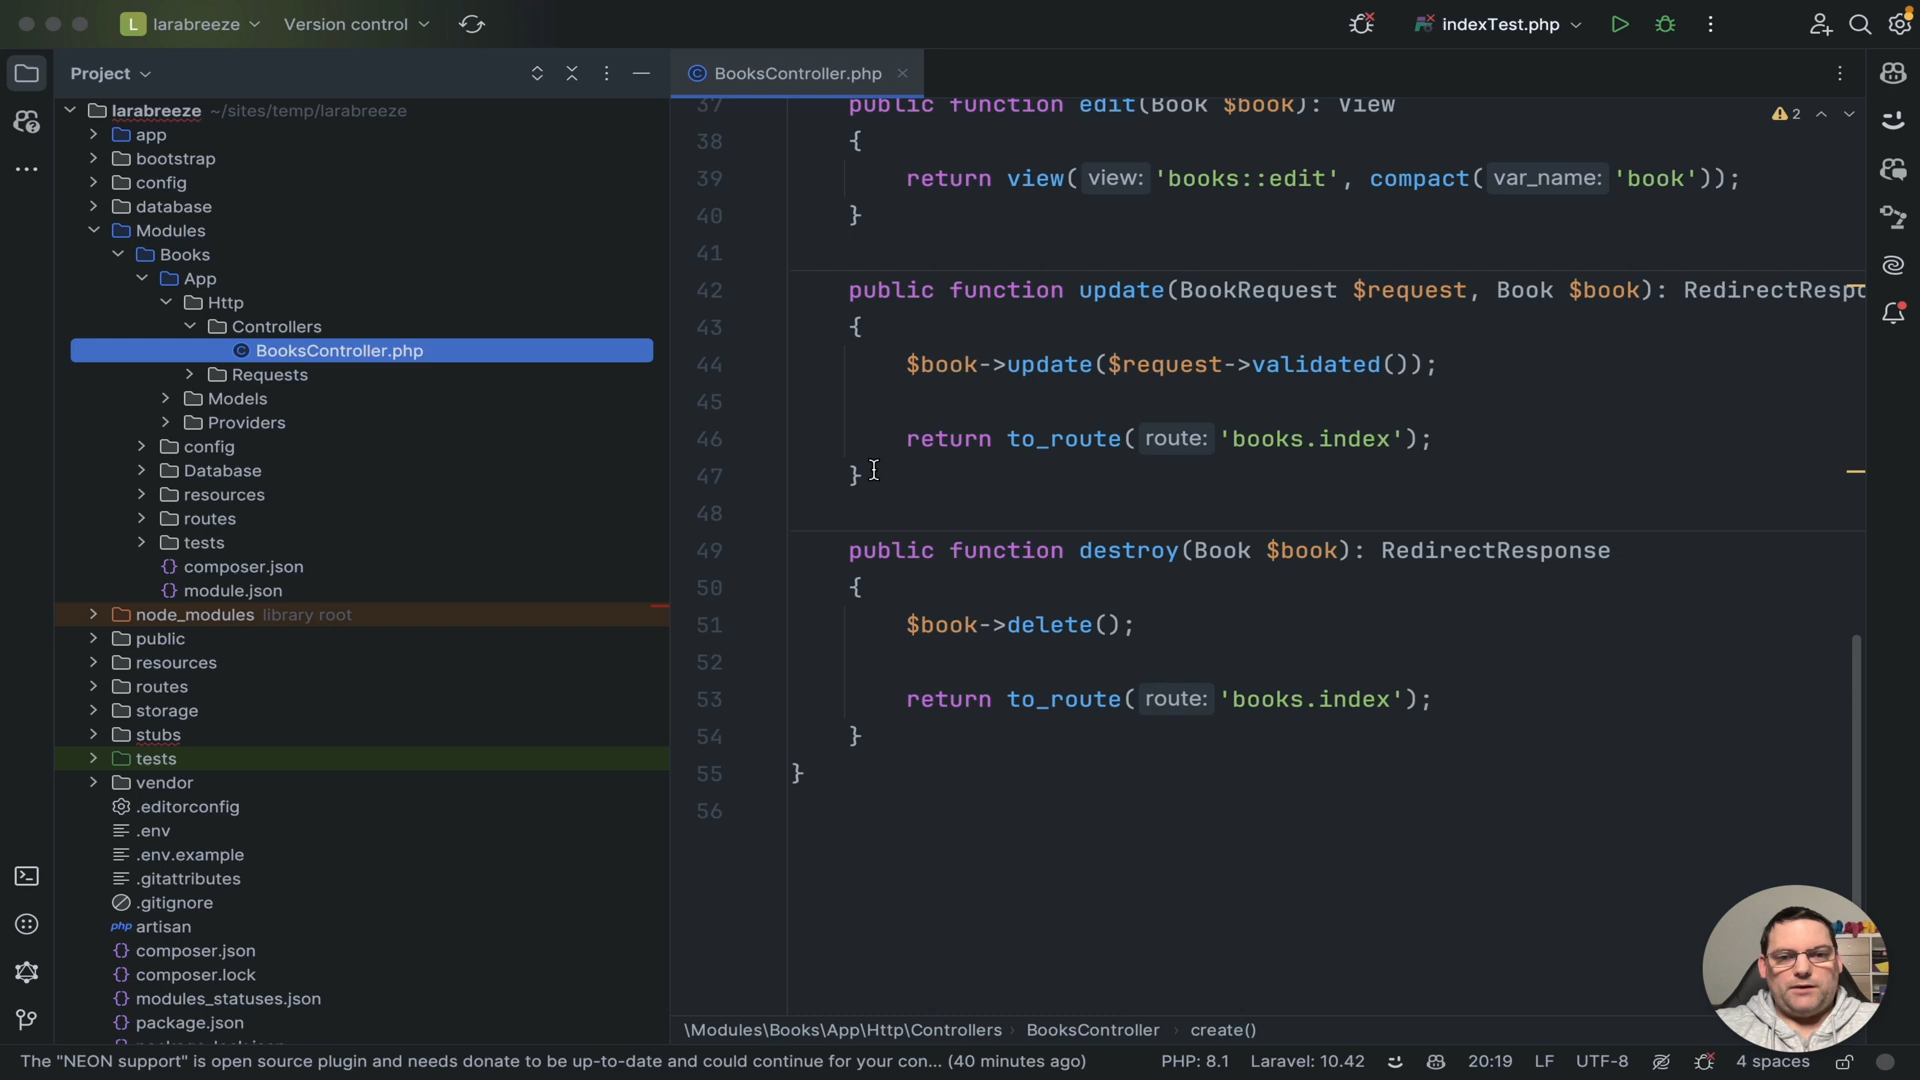 L larabreeze Version control indexTest.php
Project
BooksController.php
larabreeze ~/sites/temp/larabreeze
app
bootstrap
config
database
Modules
Books
App
Http
Controllers
BooksController.php
Requests
Models
Providers
config
Database
resources
routes
tests
composer.json
module.json
node_modules library root
public
resources
routes
storage
stubs
tests
vendor
.editorconfig
.env
.env.example
.gitattributes
.gitignore
php artisan
composer.json
composer.lock
modules_statuses.json
package.json
2
37 public function edit(Book $book): View
38 {
39 return view( view: 'books::edit', compact( var_name: 'book'));
40 }
41
42 public function update(BookRequest $request, Book $book): RedirectRespo
43 {
44 $book->update($request->validated());
45
46 return to_route( route: 'books.index');
47 }
48
49 public function destroy(Book $book): RedirectResponse
50 {
51 $book->delete();
52
53 return to_route( route: 'books.index');
54 }
55 }
56
\Modules\Books\App\Http\Controllers › BooksController › create()
The "NEON support" is open source plugin and needs donate to be up-to-date and could continue for your con... (40 minutes ago) PHP: 8.1 Laravel: 10.42 20:19 LF UTF-8 4 spaces